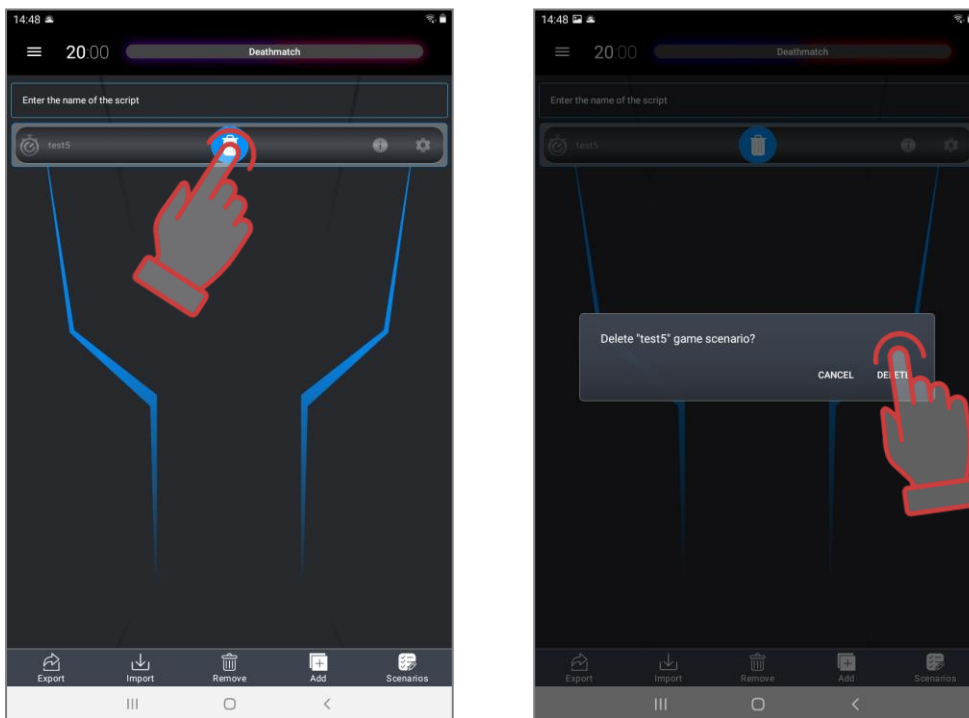 14:48
20:00 Deathmatch
Enter the name of the script
test5
Export Import Remove Add Scenarios
14:48
20:00 Deathmatch
Enter the name of the script
test5
Delete "test5" game scenario?
CANCEL DELETE
Export Import Remove Add Scenarios